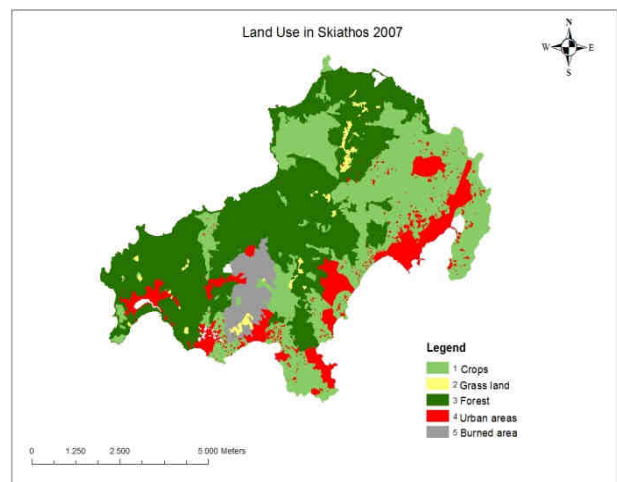 Land Use in Skiathos 2007
N
W E
S
Legend
1 Crops
2 Grass land
3 Forest
4 Urban areas
5 Burned area
0 1 250 2 500 5 000 Meters